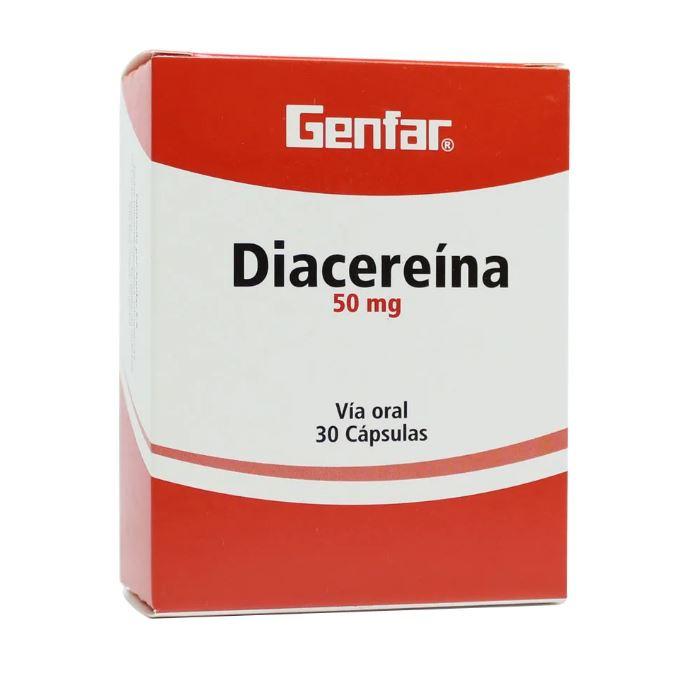 Genfar®
Diacereína
50 mg
Vía oral
30 Cápsulas